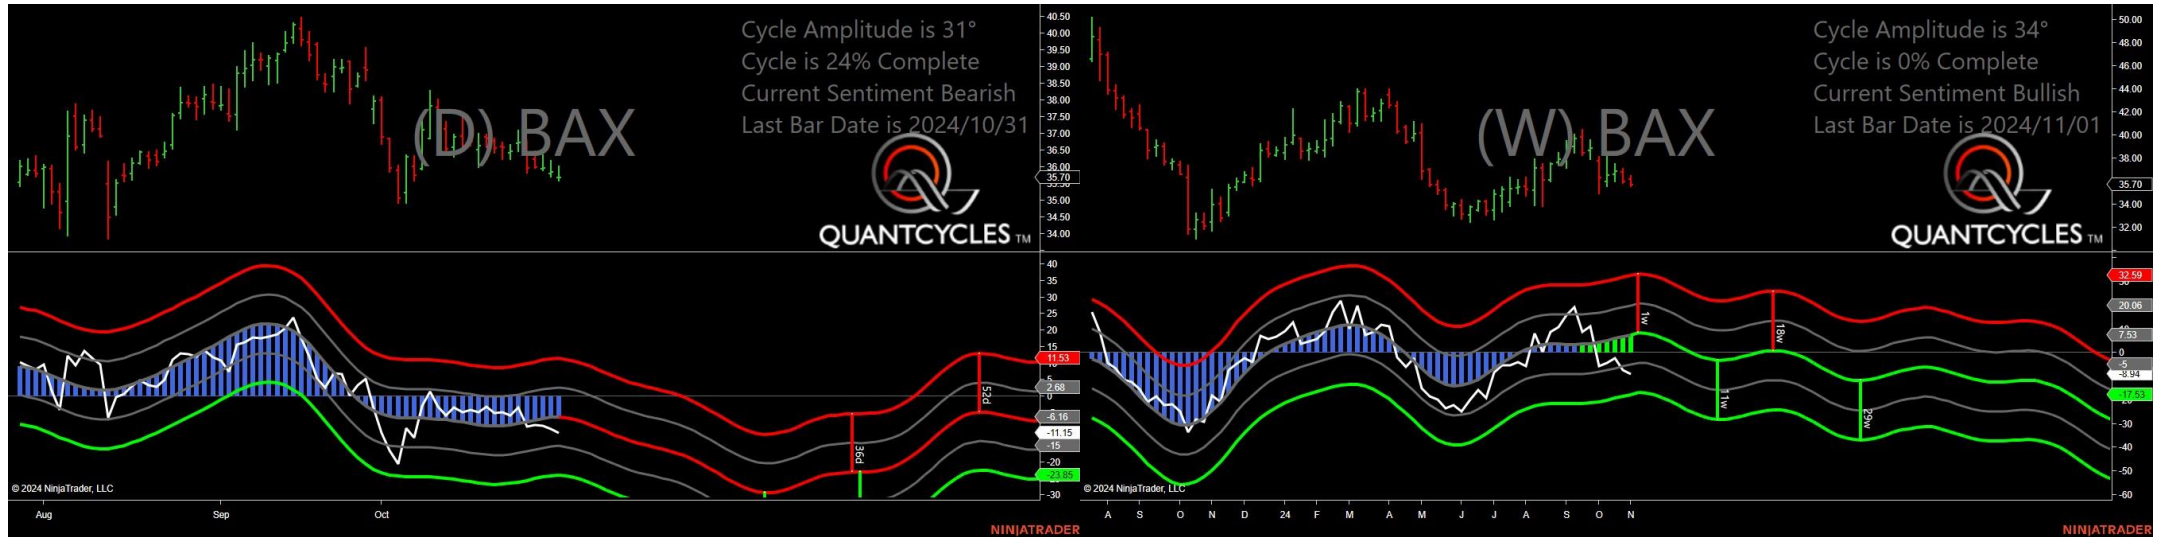 Cycle Amplitude is 31°
Cycle is 24% Complete
Current Sentiment Bearish
Last Bar Date is 2024/10/31
(D) BAX
QUANTCYCLES TM
40.50
40.00
39.50
39.00
38.50
38.00
37.50
37.00
36.50
36.00
35.70
35.00
34.50
34.00
40
35
30
25
20
15
11.53
2.68
0
-6.16
-11.15
-15
-20
-23.85
-30
36d
52d
© 2024 NinjaTrader, LLC
Aug Sep Oct
NINJATRADER
Cycle Amplitude is 34°
Cycle is 0% Complete
Current Sentiment Bullish
Last Bar Date is 2024/11/01
(W) BAX
QUANTCYCLES TM
50.00
48.00
46.00
44.00
42.00
40.00
38.00
35.70
34.00
32.00
32.59
20.06
7.53
0
-5
-8.94
-17.53
-30
-40
-50
-60
1w
11w
18w
29w
© 2024 NinjaTrader, LLC
A S O N D 24 F M A M J J A S O N
NINJATRADER